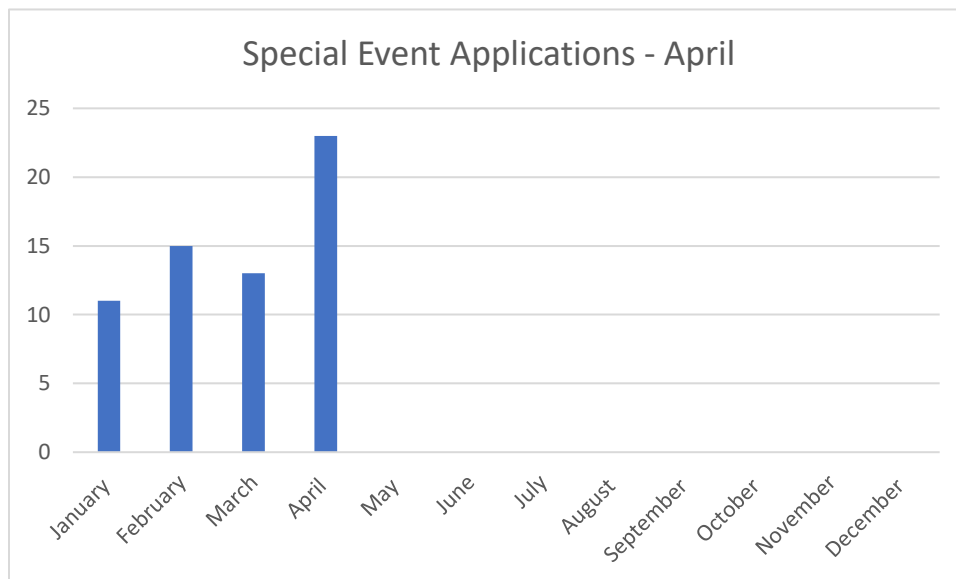 Special Event Applications - April
25
20
15
10
5
0
January
February
March
April
May
June
July
August
September
October
November
December